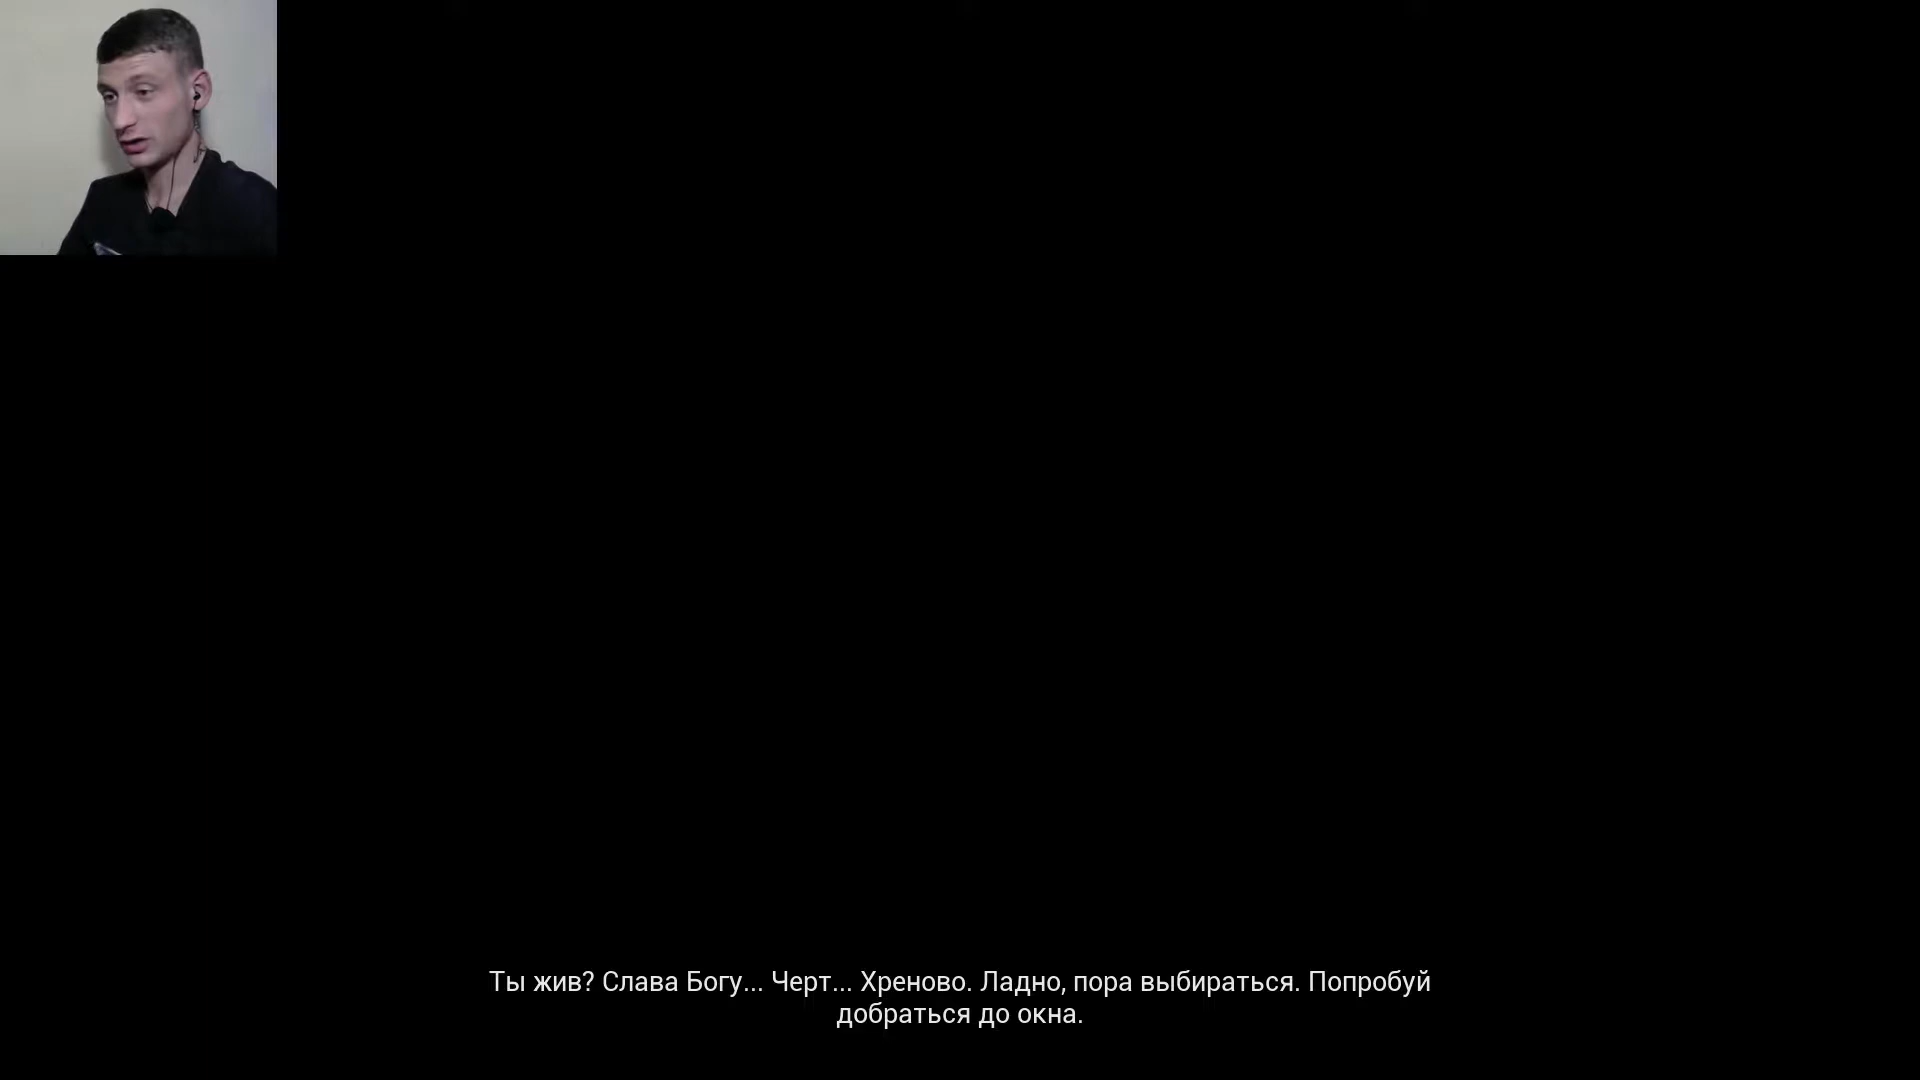 Ты жив? Слава Богу... Черт... Хреново. Ладно, пора выбираться. Попробуй
добраться до окна.